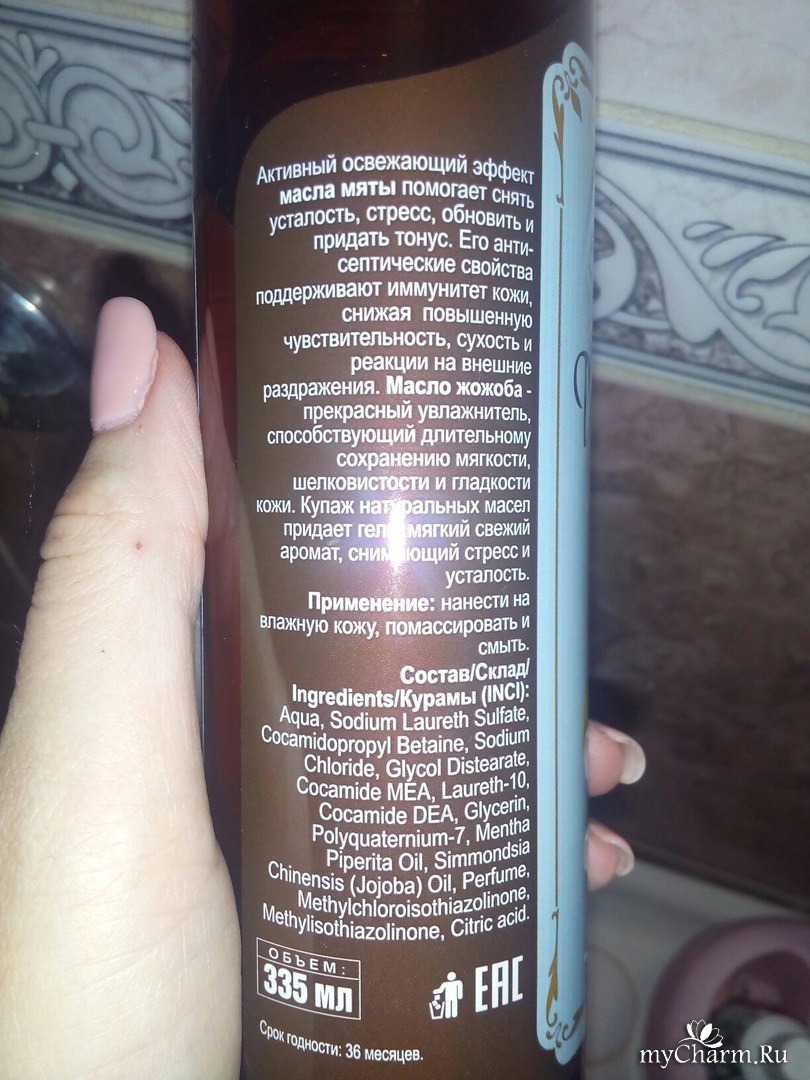 Активный освежающий эффект
масла мяты помогает снять
усталость, стресс, обновить и
придать тонус. Его анти-
септические свойства
поддерживают иммунитет кожи,
снижая повышенную
чувствительность, сухость и
реакции на внешние
раздражения. Масло жожоба -
прекрасный увлажнитель,
способствующий длительному
сохранению мягкости,
шелковистости и гладкости
кожи. Купаж натуральных масел
придает гелю мягкий свежий
аромат, снимающий стресс и
усталость.
Применение: нанести на
влажную кожу, помассировать и
смыть.
Состав/Склад/
Ingredients/Курамы (INCI):
Aqua, Sodium Laureth Sulfate,
Cocamidopropyl Betaine, Sodium
Chloride, Glycol Distearate,
Cocamide MEA, Laureth-10,
Cocamide DEA, Glycerin,
Polyquaternium-7, Mentha
Piperita Oil, Simmondsia
Chinensis (Jojoba) Oil, Perfume,
Methylchloroisothiazolinone,
Methylisothiazolinone, Citric acid.
ОБЪЕМ:
335 мл
EAC
Срок годности: 36 месяцев.
myCharm.Ru